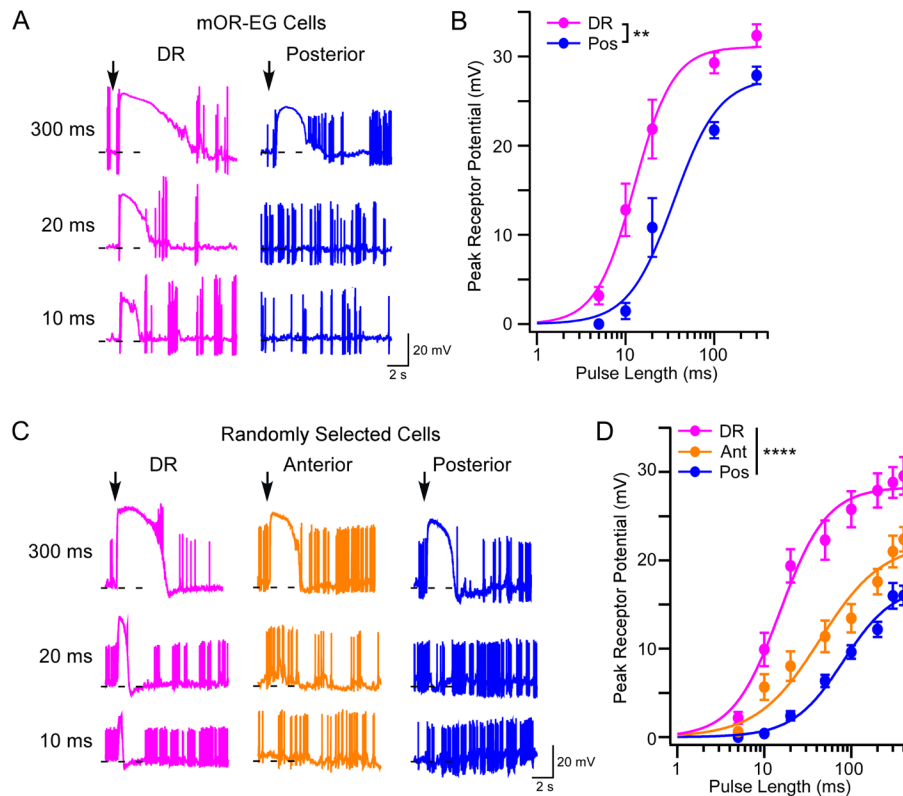 A
mOR-EG Cells
DR
Posterior
300 ms
20 ms
10 ms
20 mV
2 s
B
DR
Pos
**
30
20
10
0
Peak Receptor Potential (mV)
1
10
100
Pulse Length (ms)
C
Randomly Selected Cells
DR
Anterior
Posterior
300 ms
20 ms
10 ms
20 mV
2 s
D
DR
Ant
Pos
****
30
20
10
0
Peak Receptor Potential (mV)
1
10
100
Pulse Length (ms)